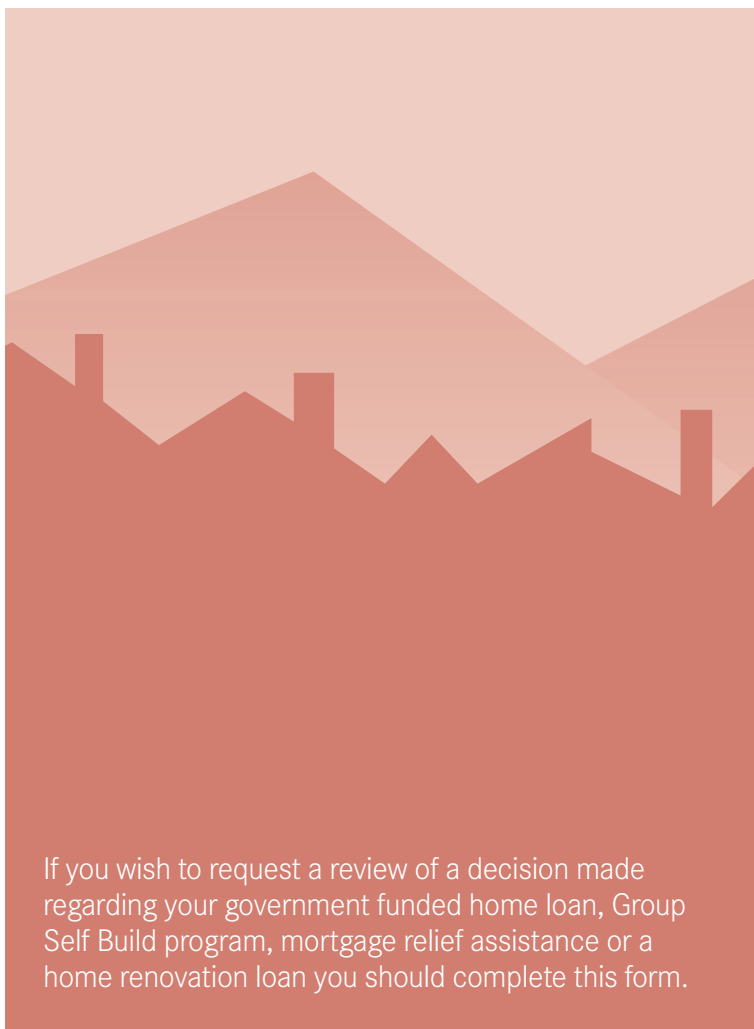 If you wish to request a review of a decision made
regarding your government funded home loan, Group
Self Build program, mortgage relief assistance or a
home renovation loan you should complete this form.